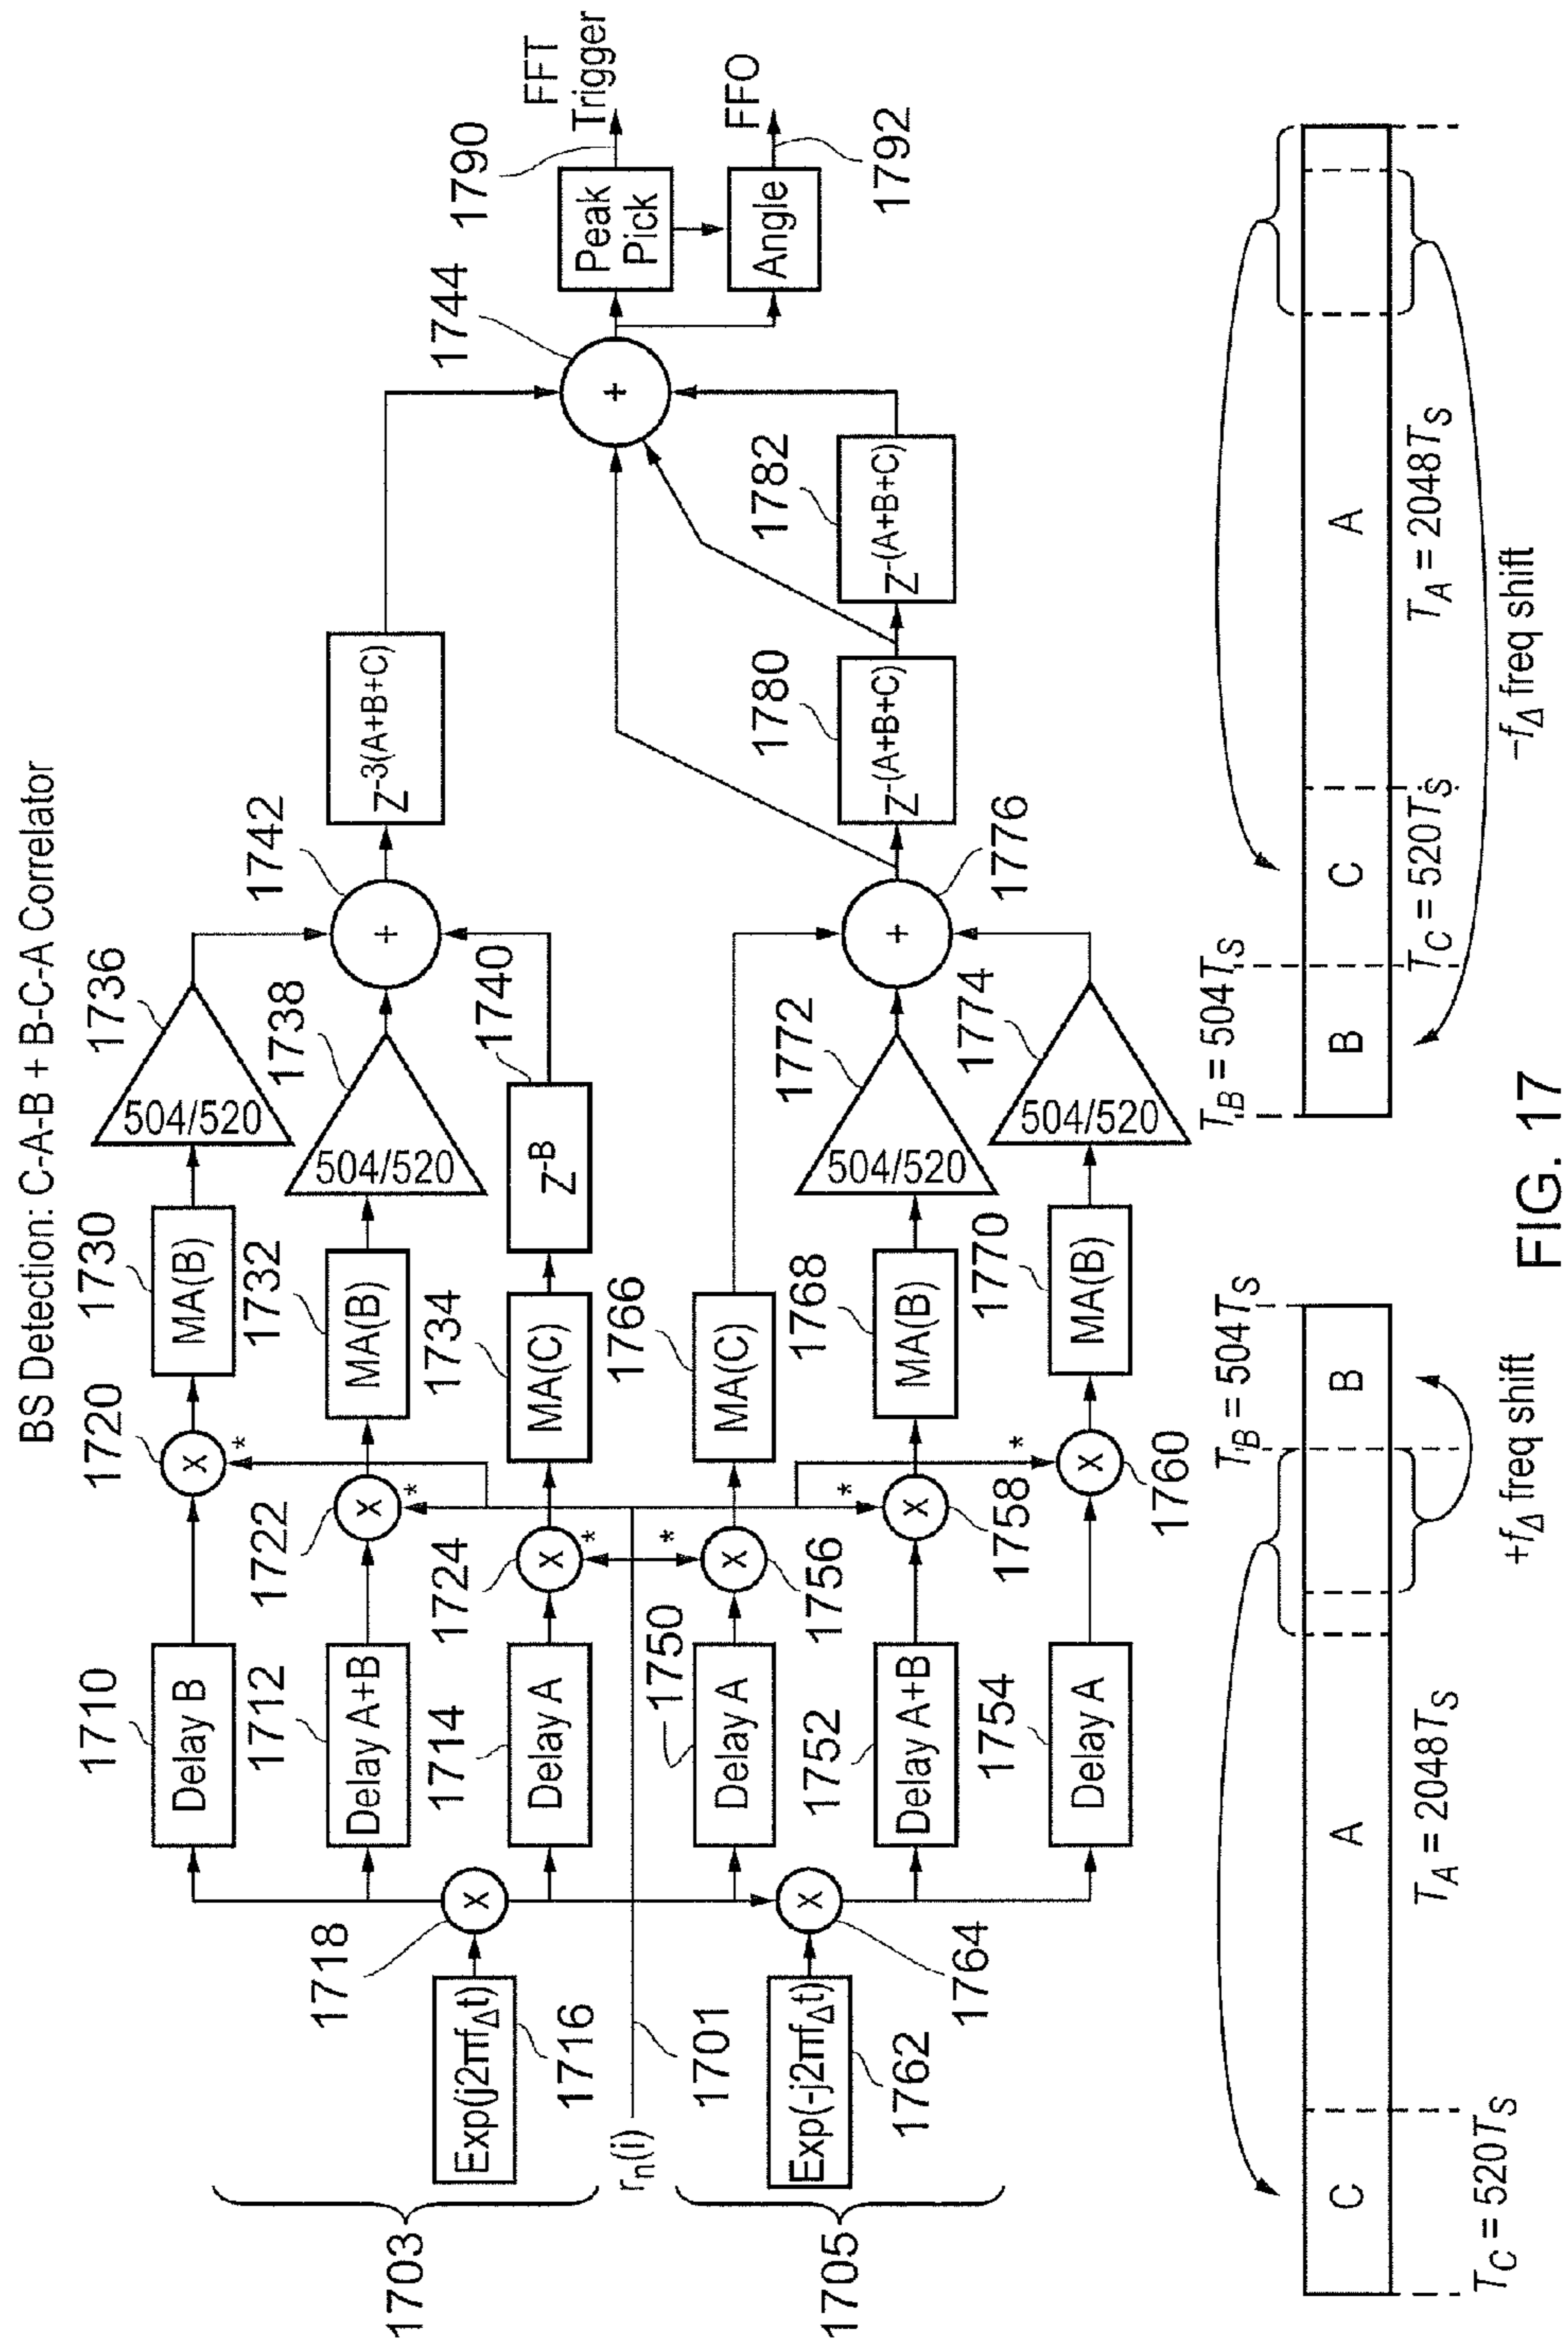 BS Detection: C-A-B + B-C-A Correlator
1703
1705
Exp(j2πfΔt)
1716
1718
rn(i)
1701
Exp(-j2πfΔt)
1762
1764
1710
Delay B
1712
Delay A+B
1714
Delay A
1750
Delay A
1752
Delay A+B
1754
Delay A
1720
X
*
1722
X
*
1724
X
*
*
X
1756
*
X
1758
*
X
1760
X
X
1730
MA(B)
1732
MA(B)
1734
MA(C)
1766
MA(C)
1768
MA(B)
1770
MA(B)
1736
504/520
1738
504/520
1740
Z-B
1772
504/520
1774
504/520
1742
+
1776
+
Z-3(A+B+C)
1780
Z-(A+B+C)
1782
Z-(A+B+C)
1744
+
1790
Peak
Pick
FFT
Trigger
Angle
FFO
1792
TB = 504TS
C
A
B
TC = 520TS
TA = 2048TS
+fΔ freq shift
TB = 504TS
B
C
A
TC = 520TS
TA = 2048TS
−fΔ freq shift
FIG. 17